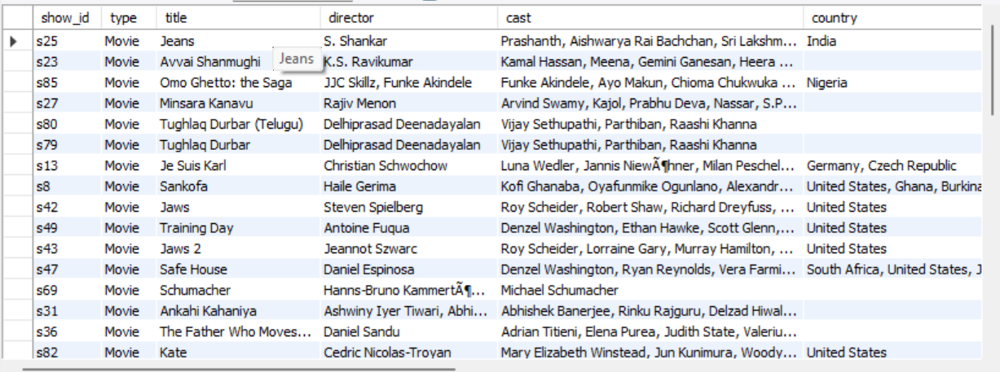 show_id type title director cast country
s25 Movie Jeans S. Shankar Prashanth, Aishwarya Rai Bachchan, Sri Lakshm... India
s23 Movie Avvai Shanmughi K.S. Ravikumar Kamal Hassan, Meena, Gemini Ganesan, Heera ...
Jeans
s85 Movie Omo Ghetto: the Saga JJC Skillz, Funke Akindele Funke Akindele, Ayo Makun, Chioma Chukwuka ... Nigeria
s27 Movie Minsara Kanavu Rajiv Menon Arvind Swamy, Kajol, Prabhu Deva, Nassar, S.P...
s80 Movie Tughlaq Durbar (Telugu) Delhiprasad Deenadayalan Vijay Sethupathi, Parthiban, Raashi Khanna
s79 Movie Tughlaq Durbar Delhiprasad Deenadayalan Vijay Sethupathi, Parthiban, Raashi Khanna
s13 Movie Je Suis Karl Christian Schwochow Luna Wedler, Jannis NiewÃ¶hner, Milan Peschel... Germany, Czech Republic
s8 Movie Sankofa Haile Gerima Kofi Ghanaba, Oyafunmike Ogunlano, Alexandr... United States, Ghana, Burkina
s42 Movie Jaws Steven Spielberg Roy Scheider, Robert Shaw, Richard Dreyfuss, ... United States
s49 Movie Training Day Antoine Fuqua Denzel Washington, Ethan Hawke, Scott Glenn,... United States
s43 Movie Jaws 2 Jeannot Szwarc Roy Scheider, Lorraine Gary, Murray Hamilton, ... United States
s47 Movie Safe House Daniel Espinosa Denzel Washington, Ryan Reynolds, Vera Farmi... South Africa, United States, J
s69 Movie Schumacher Hanns-Bruno KammertÃ¶... Michael Schumacher
s31 Movie Ankahi Kahaniya Ashwiny Iyer Tiwari, Abhi... Abhishek Banerjee, Rinku Rajguru, Delzad Hiwal...
s36 Movie The Father Who Moves... Daniel Sandu Adrian Titieni, Elena Purea, Judith State, Valeriu...
s82 Movie Kate Cedric Nicolas-Troyan Mary Elizabeth Winstead, Jun Kunimura, Woody... United States